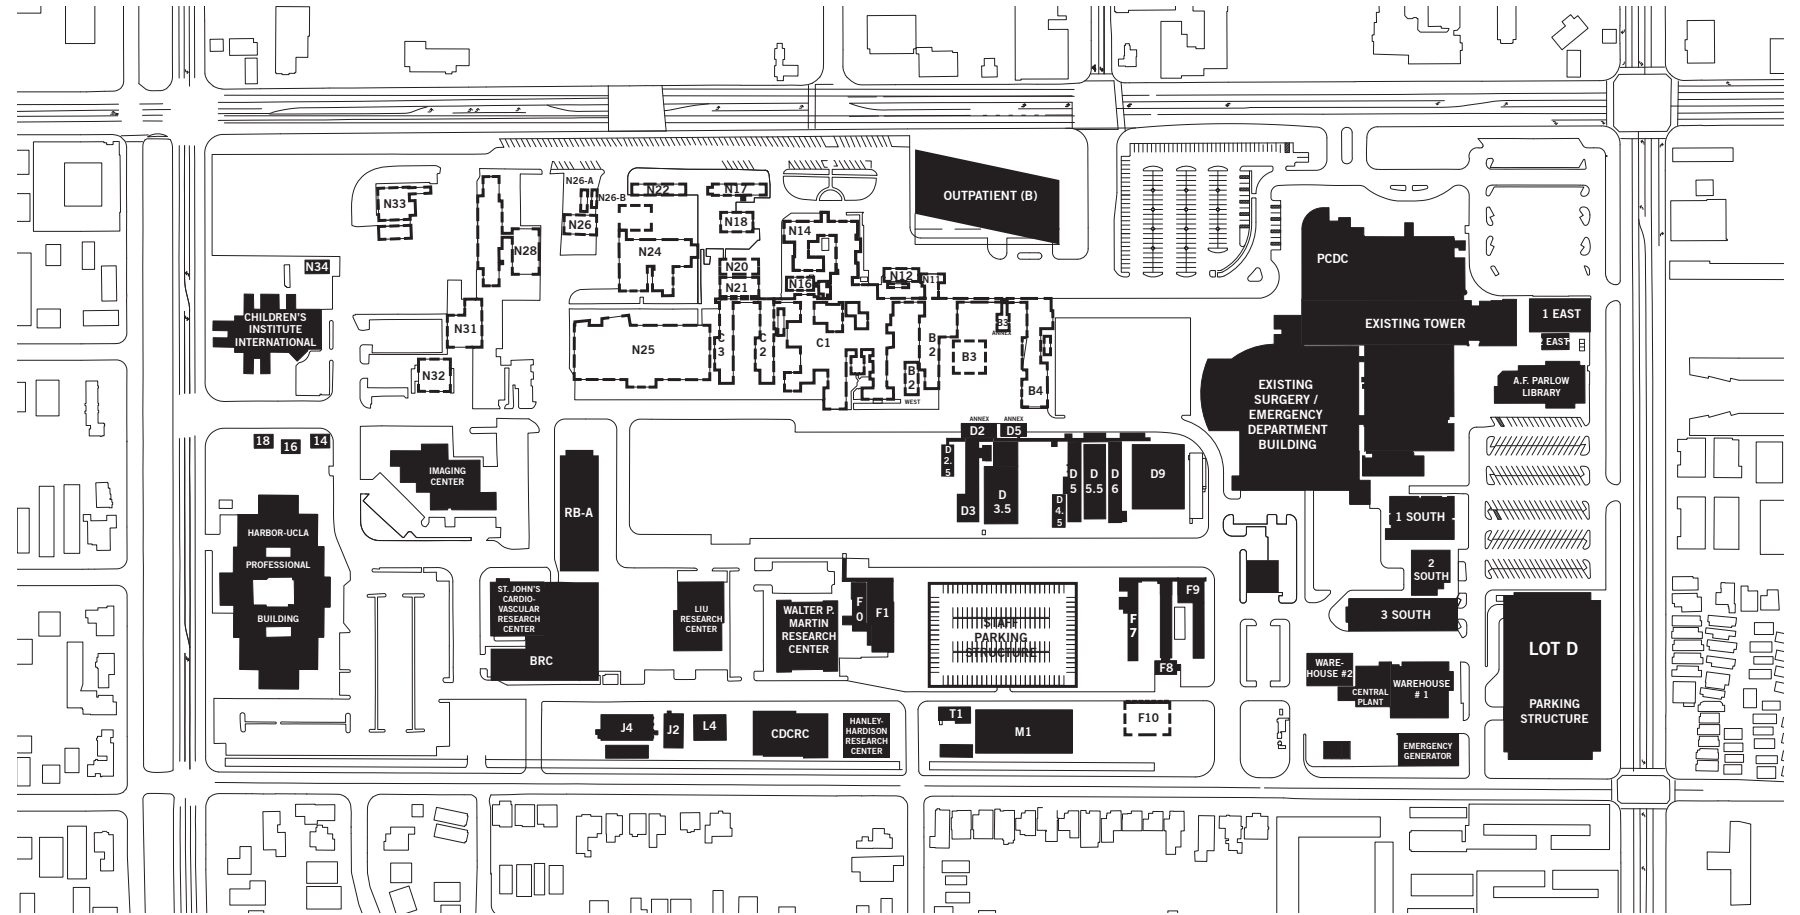 OUTPATIENT (B)
N26-A
N26-B
N22
N17
N33
N26
N18
N14
N28
N24
N34
N20
N16
N12
N11
N21
PCDC
CHILDREN'S
INSTITUTE
INTERNATIONAL
N31
N25
N32
C
3
C
2
C1
B
2
B3
ANNEX
B3
B
2
WEST
B4
EXISTING TOWER
1 EAST
2 EAST
A.F. PARLOW
LIBRARY
EXISTING
SURGERY /
EMERGENCY
DEPARTMENT
BUILDING
18
16
14
IMAGING
CENTER
RB-A
ANNEX
D2
ANNEX
D5
D
2.
5
D3
D
3.5
D
4.
5
D
5
D
5.5
D
6
D9
1 SOUTH
2
SOUTH
3 SOUTH
HARBOR-UCLA
PROFESSIONAL
BUILDING
ST. JOHN'S
CARDIO-
VASCULAR
RESEARCH
CENTER
BRC
LIU
RESEARCH
CENTER
WALTER P.
MARTIN
RESEARCH
CENTER
F
0
F1
STAFF
PARKING
STRUCTURE
F
7
F9
F8
F10
WARE-
HOUSE #2
CENTRAL
PLANT
WAREHOUSE
# 1
EMERGENCY
GENERATOR
LOT D
PARKING
STRUCTURE
J4
J2
L4
CDCRC
HANLEY-
HARDISON
RESEARCH
CENTER
T1
M1